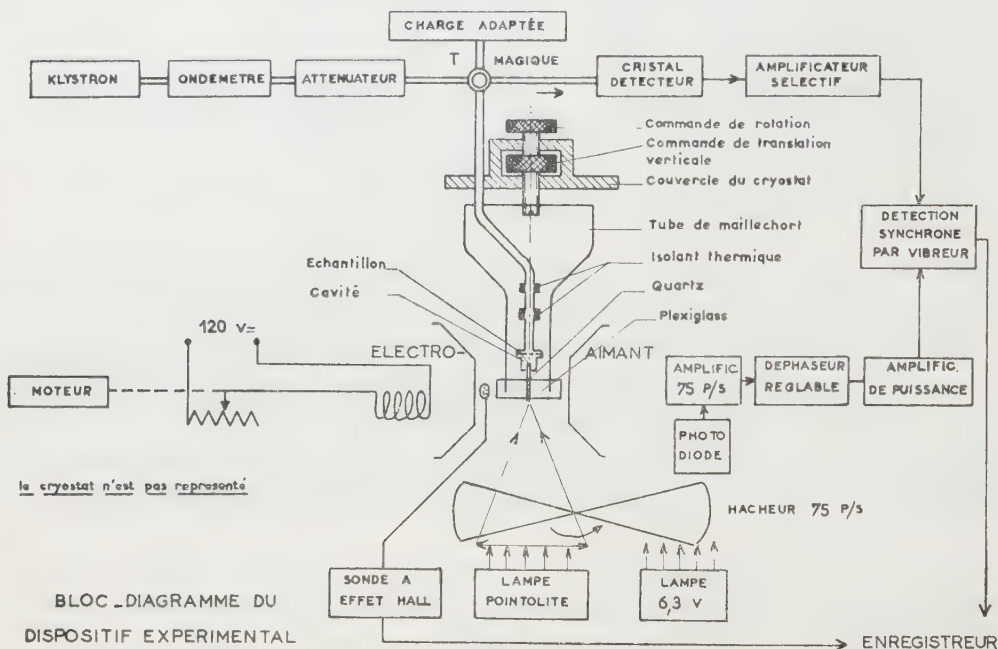 CHARGE ADAPTÉE
T MAGIQUE
KLYSTRON
ONDEMETRE
ATTENUATEUR
CRISTAL
DETECTEUR
AMPLIFICATEUR
SELECTIF
Commande de rotation
Commande de translation
verticale
Couvercle du cryostat
Tube de maillechort
DETECTION
SYNCHRONE
PAR VIBREUR
Echantillon
Cavité
Isolant thermique
Quartz
Plexiglass
120 v=
ELECTRO-
AIMANT
MOTEUR
AMPLIFIC
75 P/S
DEPHASEUR
REGLABLE
AMPLIFIC.
DE PUISSANCE
PHOTO
DIODE
le cryostat n'est pas representé
HACHEUR 75 P/S
SONDE A
EFFET HALL
LAMPE
POINTOLITE
LAMPE
6,3 V
BLOC_DIAGRAMME DU
DISPOSITIF EXPERIMENTAL
ENREGISTREUR